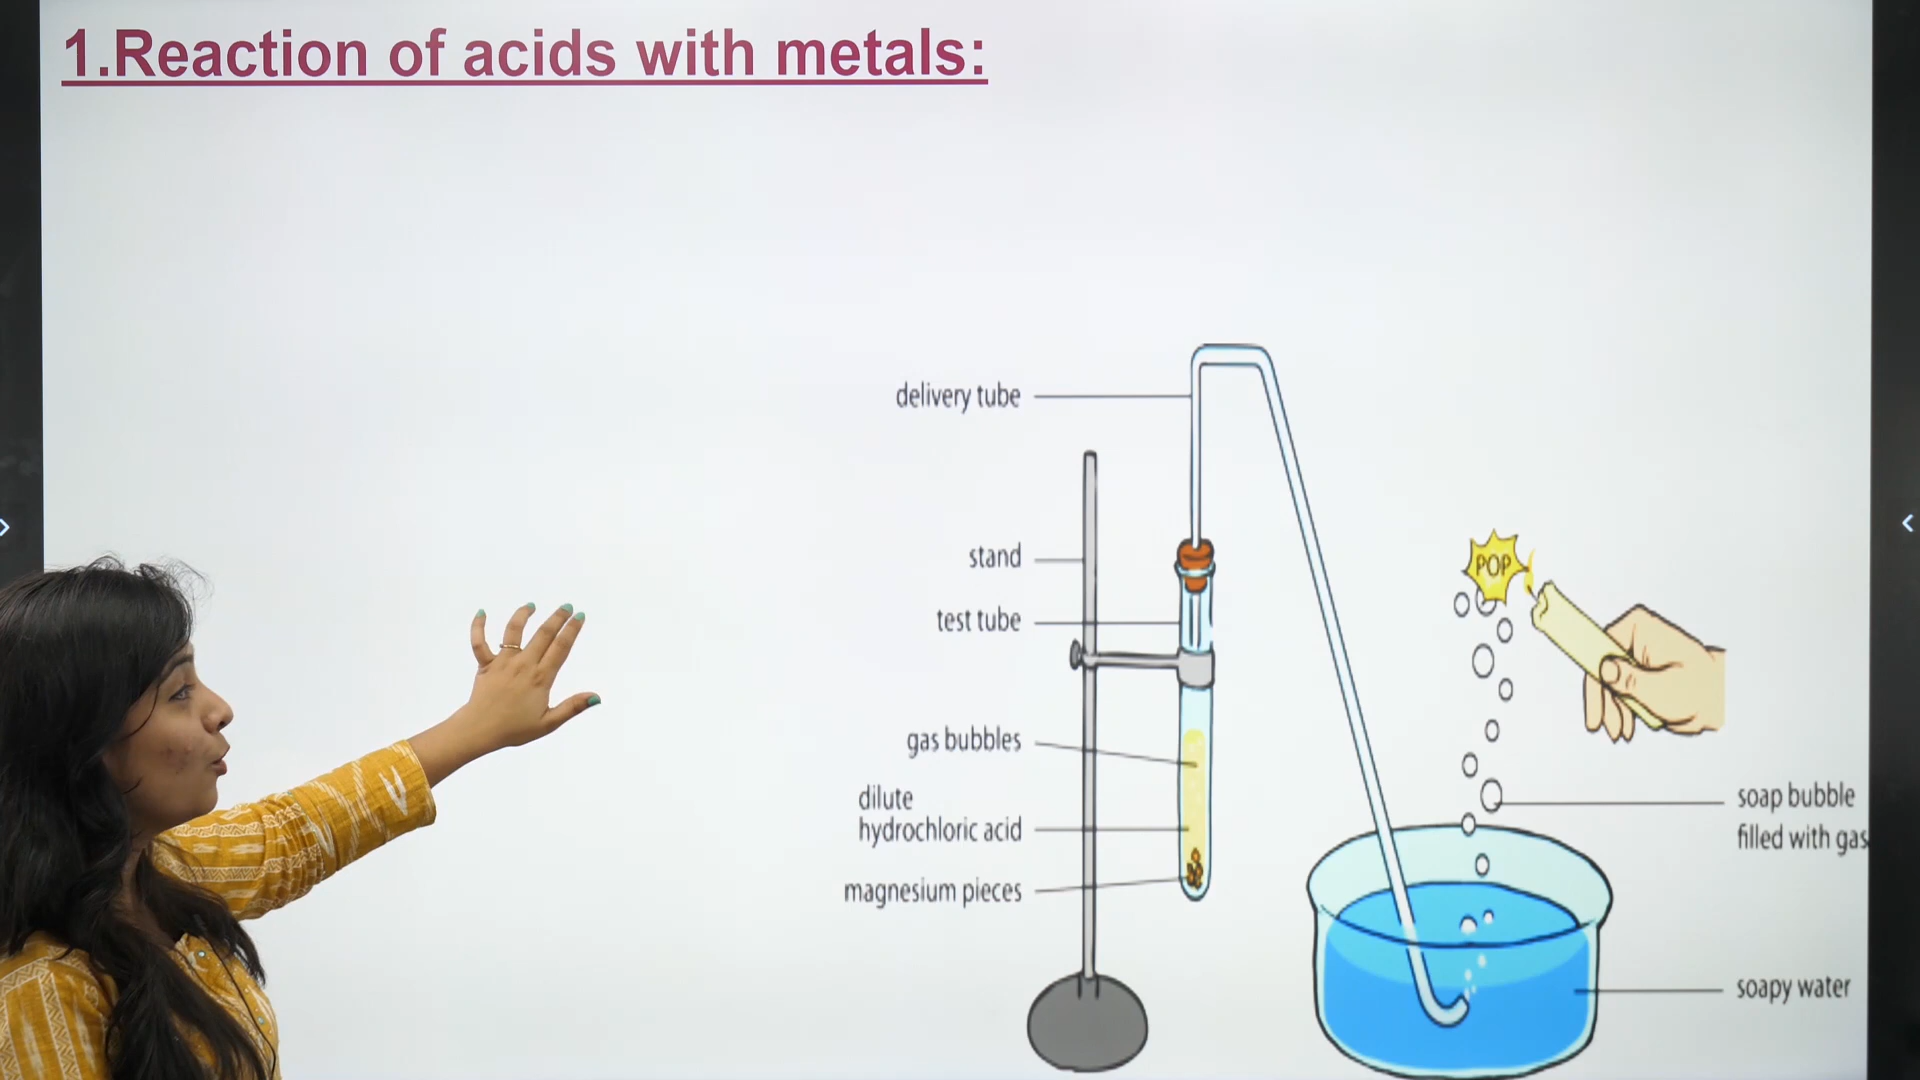 1.Reaction of acids with metals:
delivery tube
stand
test tube
POP
gas bubbles
dilute
hydrochloric acid
magnesium pieces
soap bubble
filled with gas
soapy water